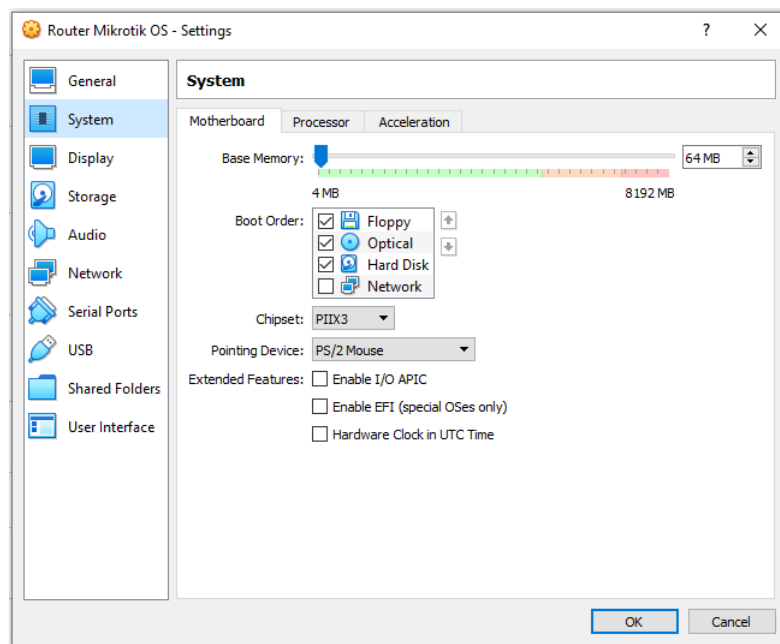 Router Mikrotik OS - Settings
? ×
General
System
Display
Storage
Audio
Network
Serial Ports
USB
Shared Folders
User Interface
System
Motherboard Processor Acceleration
Base Memory: 64 MB
4 MB 8192 MB
Boot Order: Floppy
Optical
Hard Disk
Network
Chipset: PIIX3
Pointing Device: PS/2 Mouse
Extended Features: Enable I/O APIC
Enable EFI (special OSes only)
Hardware Clock in UTC Time
OK Cancel